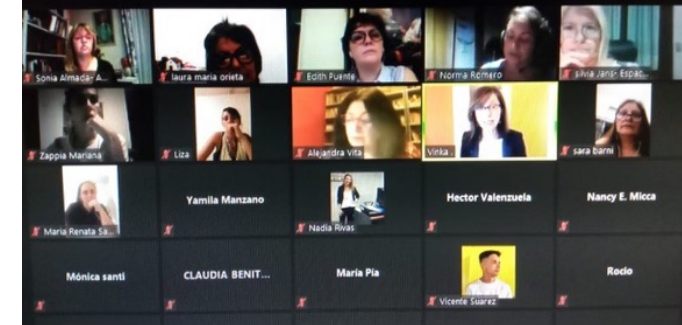 Sonia Almada- A...
laura maria orieta
Edith Puente
Norma Romero
silvia Jans- Espac...
Zappia Mariana
Liza
Alejandra Vita
Vinka .
sara barni
Maria Renata Sa...
Yamila Manzano
Nadia Rivas
Hector Valenzuela
Nancy E. Micca
Mónica santi
CLAUDIA BENIT...
María Pía
Vicente Suarez
Rocio